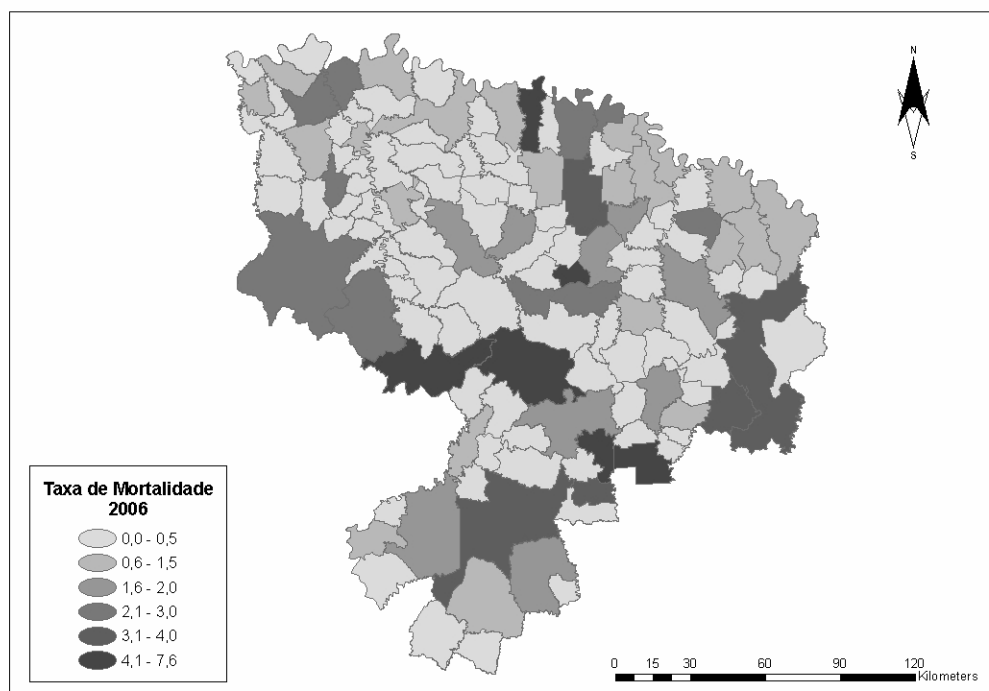 N
S
Taxa de Mortalidade
2006
0,0 - 0,5
0,6 - 1,5
1,6 - 2,0
2,1 - 3,0
3,1 - 4,0
4,1 - 7,6
0 15 30 60 90 120
Kilometers